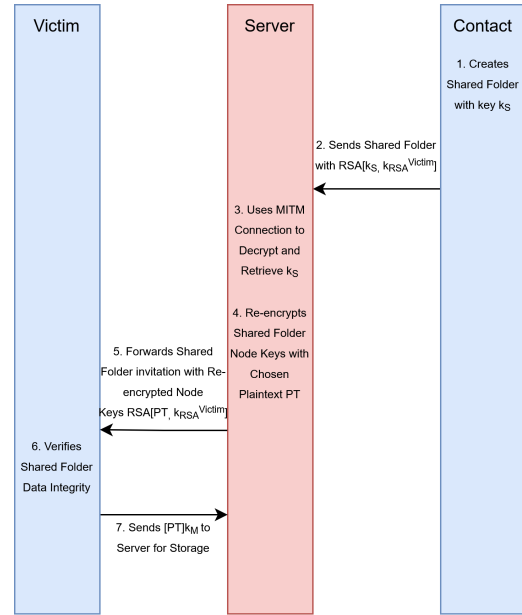 Victim
Server
Contact
1. Creates
Shared Folder
with key kS
2. Sends Shared Folder
with RSA[kS, kRSAVictim]
3. Uses MITM
Connection to
Decrypt and
Retrieve kS
4. Re-encrypts
Shared Folder
Node Keys with
Chosen
Plaintext PT
5. Forwards Shared
Folder invitation with Re-
encrypted Node
Keys RSA[PT, kRSAVictim]
6. Verifies
Shared Folder
Data Integrity
7. Sends [PT]kM to
Server for Storage